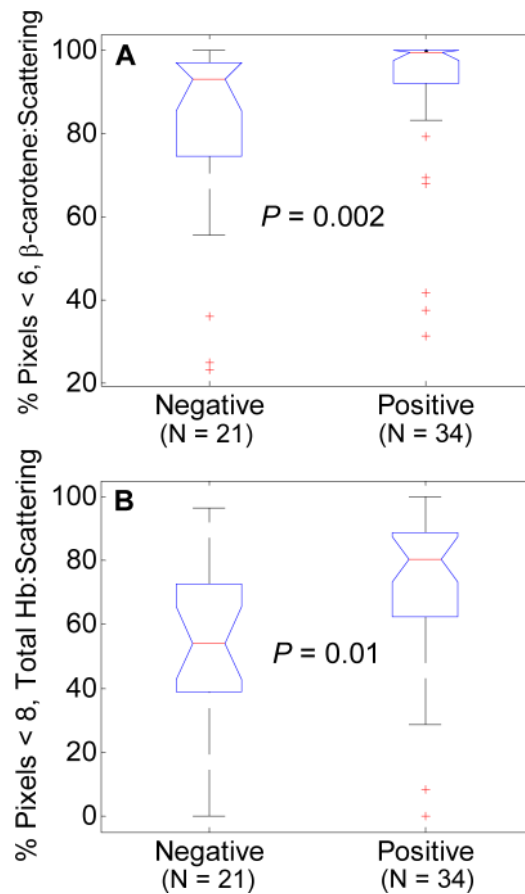 A
% Pixels < 6, β-carotene:Scattering
100
80
60
40
20
P = 0.002
Negative
(N = 21)
Positive
(N = 34)
B
% Pixels < 8, Total Hb:Scattering
100
80
60
40
20
0
P = 0.01
Negative
(N = 21)
Positive
(N = 34)